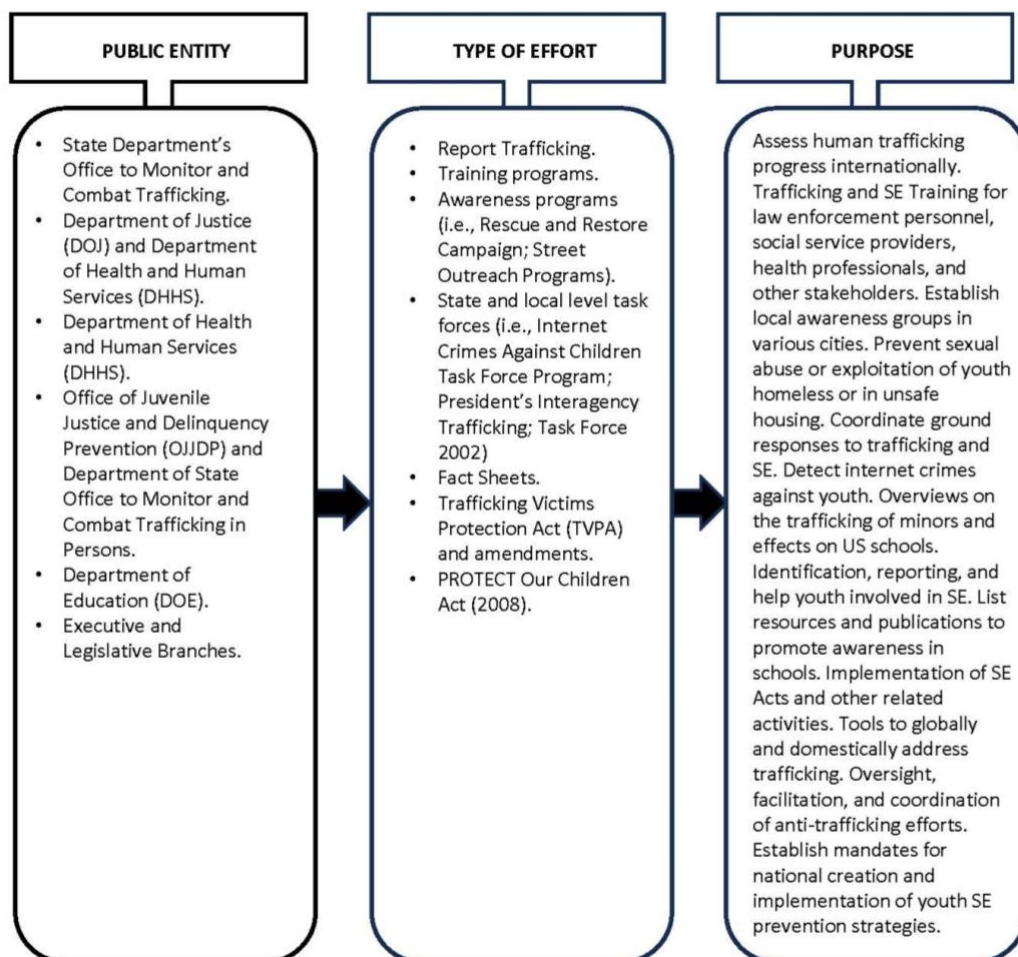 PUBLIC ENTITY
• State Department's
Office to Monitor and
Combat Trafficking.
• Department of Justice
(DOJ) and Department
of Health and Human
Services (DHHS).
• Department of Health
and Human Services
(DHHS).
• Office of Juvenile
Justice and Delinquency
Prevention (OJJDP) and
Department of State
Office to Monitor and
Combat Trafficking in
Persons.
• Department of
Education (DOE).
• Executive and
Legislative Branches.
TYPE OF EFFORT
• Report Trafficking.
• Training programs.
• Awareness programs
(i.e., Rescue and Restore
Campaign; Street
Outreach Programs).
• State and local level task
forces (i.e., Internet
Crimes Against Children
Task Force Program;
President's Interagency
Trafficking; Task Force
2002)
• Fact Sheets.
• Trafficking Victims
Protection Act (TVPA)
and amendments.
• PROTECT Our Children
Act (2008).
PURPOSE
Assess human trafficking
progress internationally.
Trafficking and SE Training for
law enforcement personnel,
social service providers,
health professionals, and
other stakeholders. Establish
local awareness groups in
various cities. Prevent sexual
abuse or exploitation of youth
homeless or in unsafe
housing. Coordinate ground
responses to trafficking and
SE. Detect internet crimes
against youth. Overviews on
the trafficking of minors and
effects on US schools.
Identification, reporting, and
help youth involved in SE. List
resources and publications to
promote awareness in
schools. Implementation of SE
Acts and other related
activities. Tools to globally
and domestically address
trafficking. Oversight,
facilitation, and coordination
of anti-trafficking efforts.
Establish mandates for
national creation and
implementation of youth SE
prevention strategies.